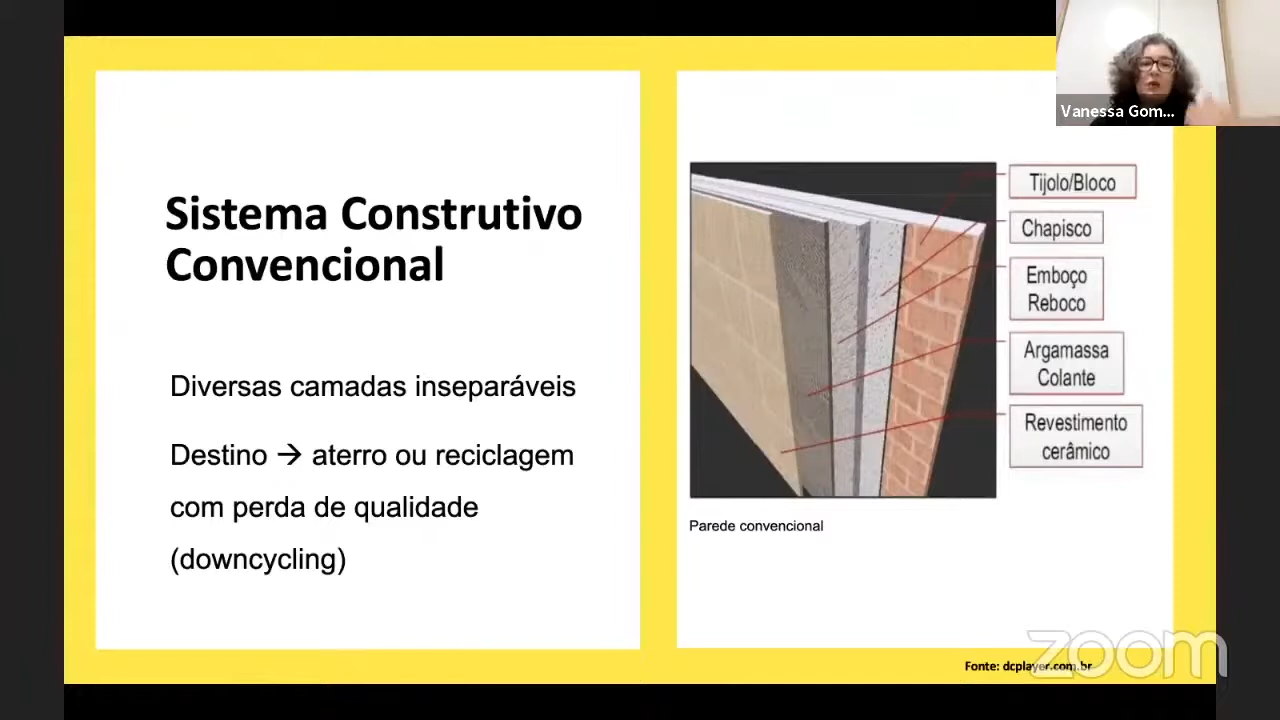 Vanessa Gom...
Sistema Construtivo
Convencional
Diversas camadas inseparáveis
Destino → aterro ou reciclagem
com perda de qualidade
(downcycling)
Tijolo/Bloco
Chapisco
Emboço
Reboco
Argamassa
Colante
Revestimento
cerâmico
Parede convencional
Fonte: dcplayer.com.br
zoom